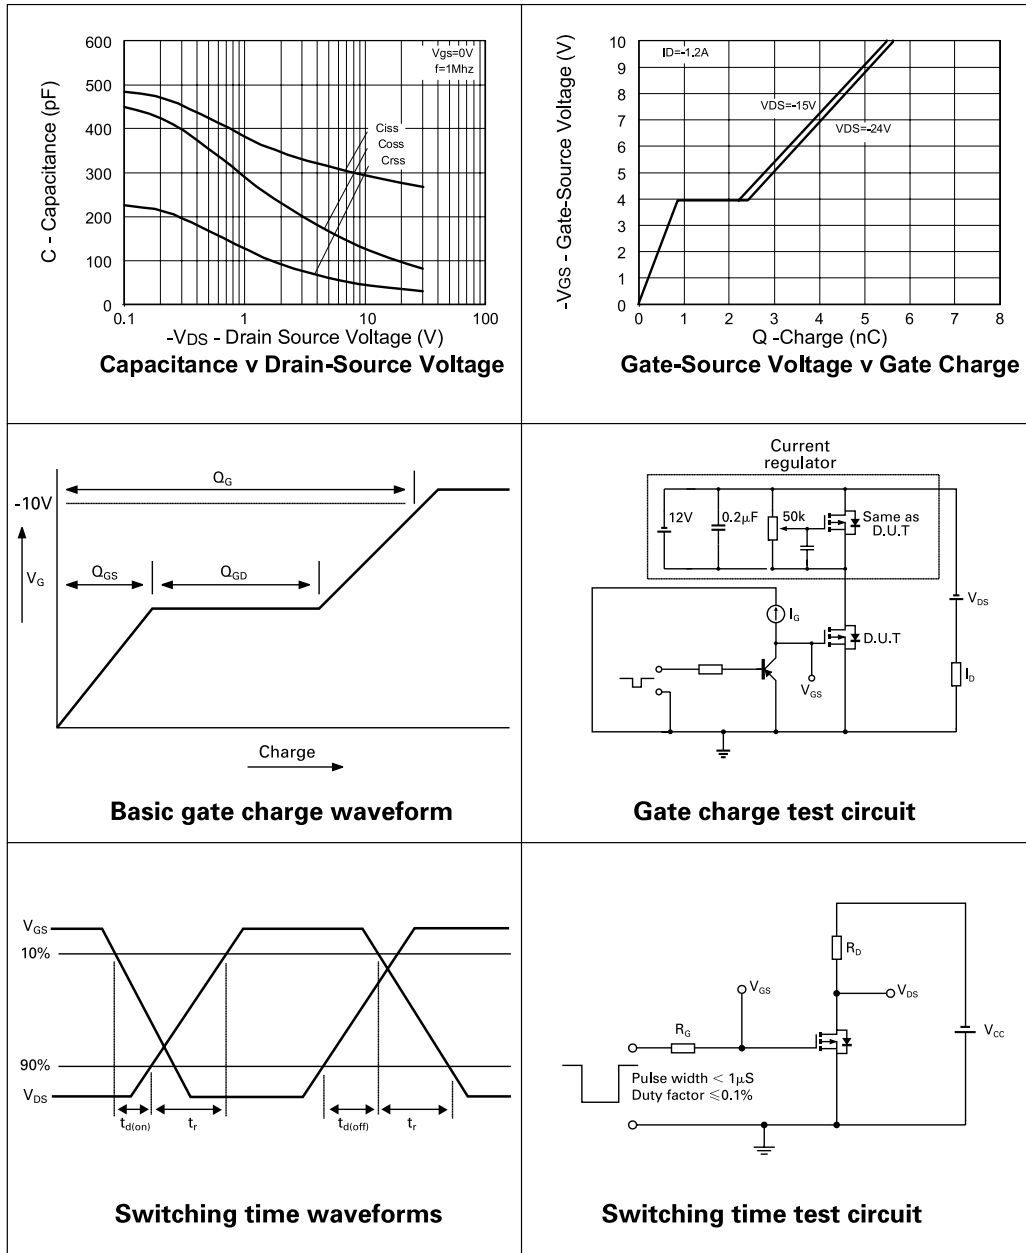 600
500
400
300
200
100
0
C - Capacitance (pF)
Vgs=0V
f=1Mhz
Ciss
Coss
Crss
0.1 1 10 100
-VDS - Drain Source Voltage (V)
Capacitance v Drain-Source Voltage
10
9
8
7
6
5
4
3
2
1
0
-VGS - Gate-Source Voltage (V)
ID=-1.2A
VDS=-15V
VDS=-24V
0 1 2 3 4 5 6 7 8
Q -Charge (nC)
Gate-Source Voltage v Gate Charge
QG
-10V
VG
QGS
QGD
Charge
Basic gate charge waveform
Current
regulator
12V
0.2μF
50k
Same as
D.U.T
VDS
IG
D.U.T
VGS
ID
Gate charge test circuit
VGS
10%
90%
VDS
td(on) tr td(off) tr
Switching time waveforms
RD
VGS
VDS
RG
VCC
Pulse width < 1μS
Duty factor ≤0.1%
Switching time test circuit